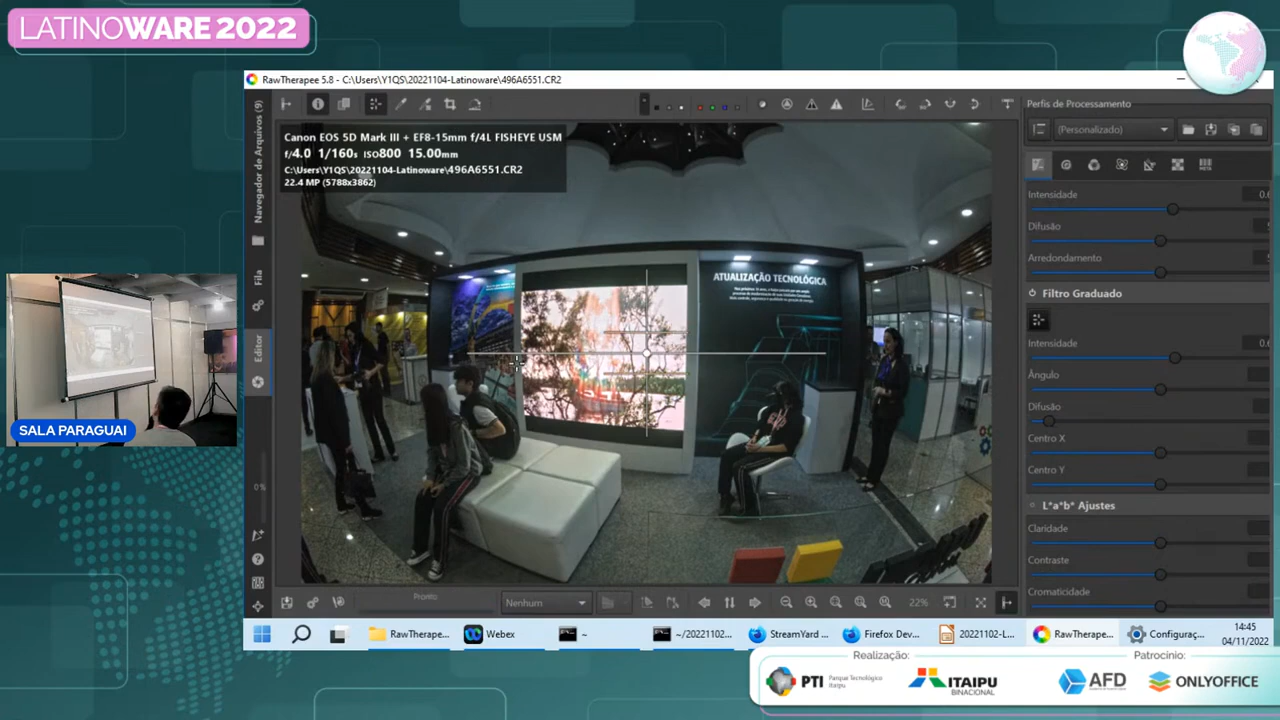 LATINOWARE 2022
RawTherapee 5.8 - C:\Users\Y1QS\20221104-Latinoware\496A6551.CR2
Canon EOS 5D Mark III + EF8-15mm f/4L FISHEYE USM
f/4.0 1/160s ISO800 15.00mm
C:\Users\Y1QS\20221104-Latinoware\496A6551.CR2
22.4 MP (5788x3862)
Navegador de Arquivos (9)
Fila
Editor
0%
ATUALIZAÇÃO TECNOLÓGICA
Perfis de Processamento
(Personalizado)
Intensidade
Difusão
Arredondamento
Filtro Graduado
Intensidade
Ângulo
Difusão
Centro X
Centro Y
L*a*b* Ajustes
Claridade
Contraste
Cromaticidade
SALA PARAGUAI
Pronto
Nenhum
22%
RawTherape...
Webex
~
~/20221102...
StreamYard ...
Firefox Dev...
20221102-L...
RawTherape...
Configuraç...
14:45
04/11/2022
Realização:
Patrocínio:
PTI Parque Tecnológico
Itaipu
ITAIPU
BINACIONAL
AFD
ONLYOFFICE